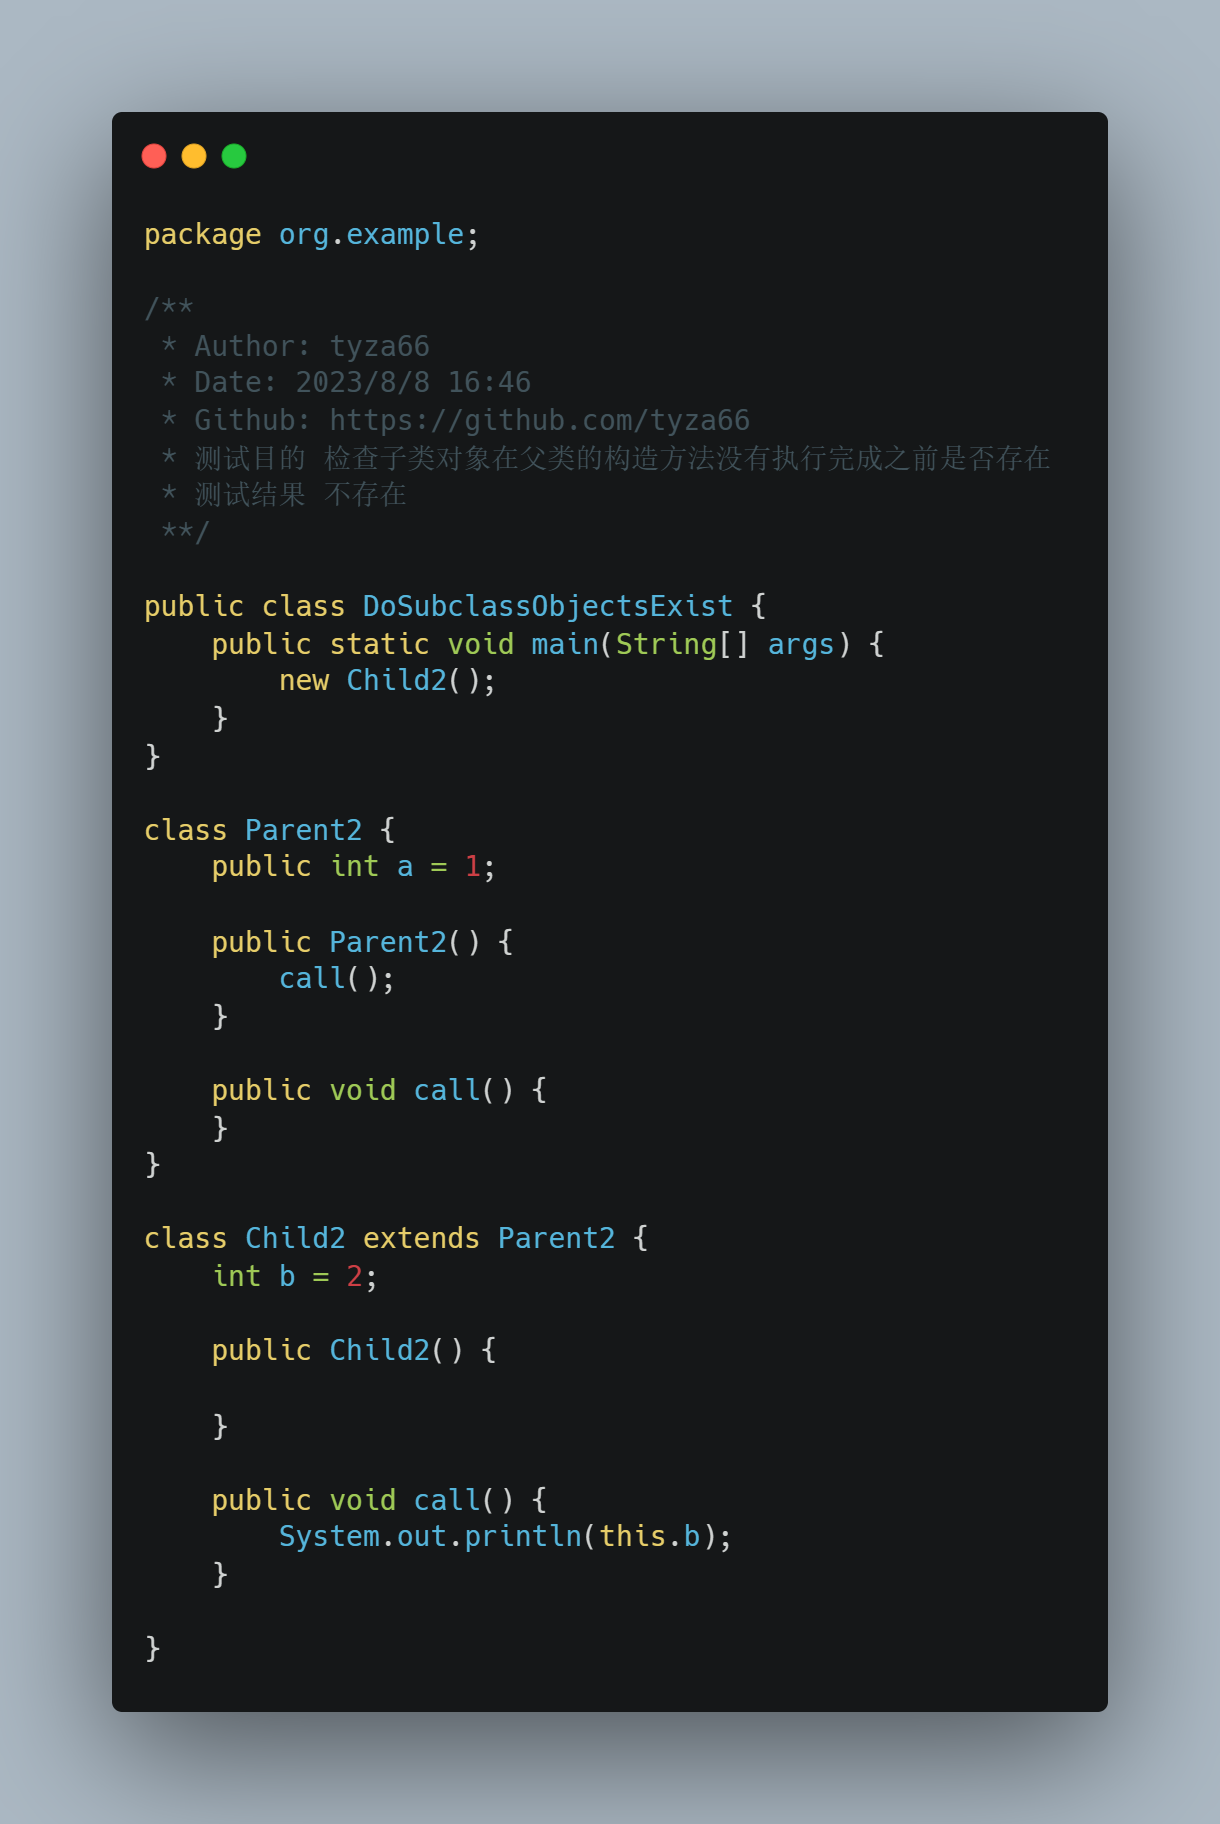 package org.example;
/**
 * Author: tyza66
 * Date: 2023/8/8 16:46
 * Github: https://github.com/tyza66
 * 测试目的 检查子类对象在父类的构造方法没有执行完成之前是否存在
 * 测试结果 不存在
 **/
public class DoSubclassObjectsExist {
    public static void main(String[] args) {
        new Child2();
    }
}
class Parent2 {
    public int a = 1;
    public Parent2() {
        call();
    }
    public void call() {
    }
}
class Child2 extends Parent2 {
    int b = 2;
    public Child2() {
    }
    public void call() {
        System.out.println(this.b);
    }
}